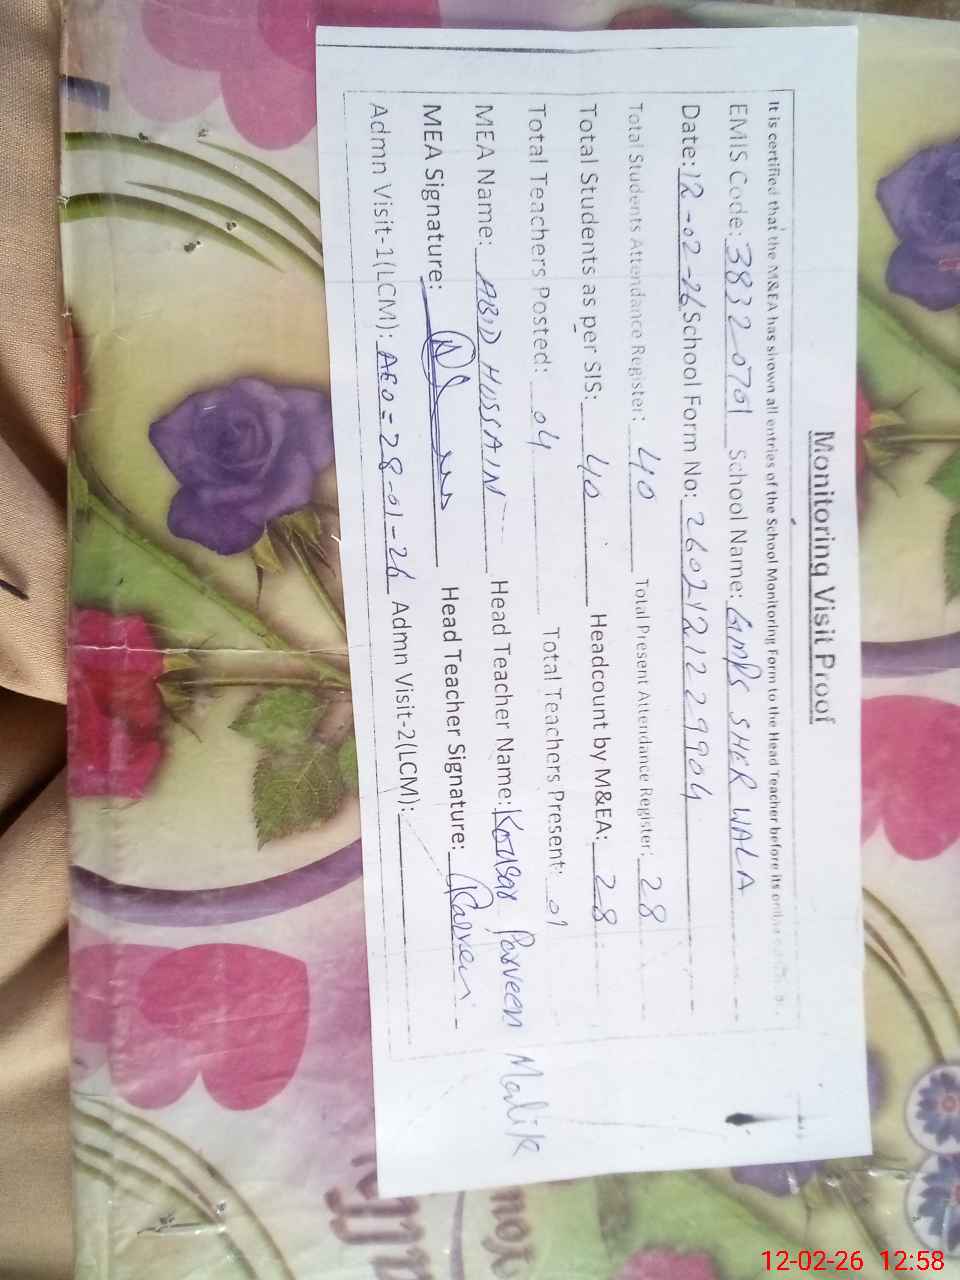 Monitoring Visit Proof
It is certified that the M&EA has shown all entries of the School Monitoring Form to the Head Teacher before its
EMIS Code: 38320701 School Name: GMPS SHER WALA
Date: 12-02-26 School Form No: 2602121229904
Total Students Attendance Register: 40 Total Present Attendance Register: 28
Total Students as per SIS: 40 Headcount by M&EA: 28
Total Teachers Posted: 04 Total Teachers Present: 01
MEA Name: ABID HUSSAIN Head Teacher Name: Kousar Parveen Malik
MEA Signature: Head Teacher Signature: Parveen
Admn Visit-1(LCM): AEO = 28-01-26 Admn Visit-2(LCM):
12-02-26 12:58